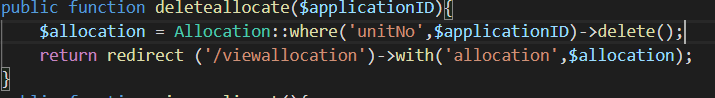 public function deleteallocate($applicationID){
$allocation = Allocation::where('unitNo',$applicationID)->delete();
return redirect ('/viewallocation')->with('allocation',$allocation);
}